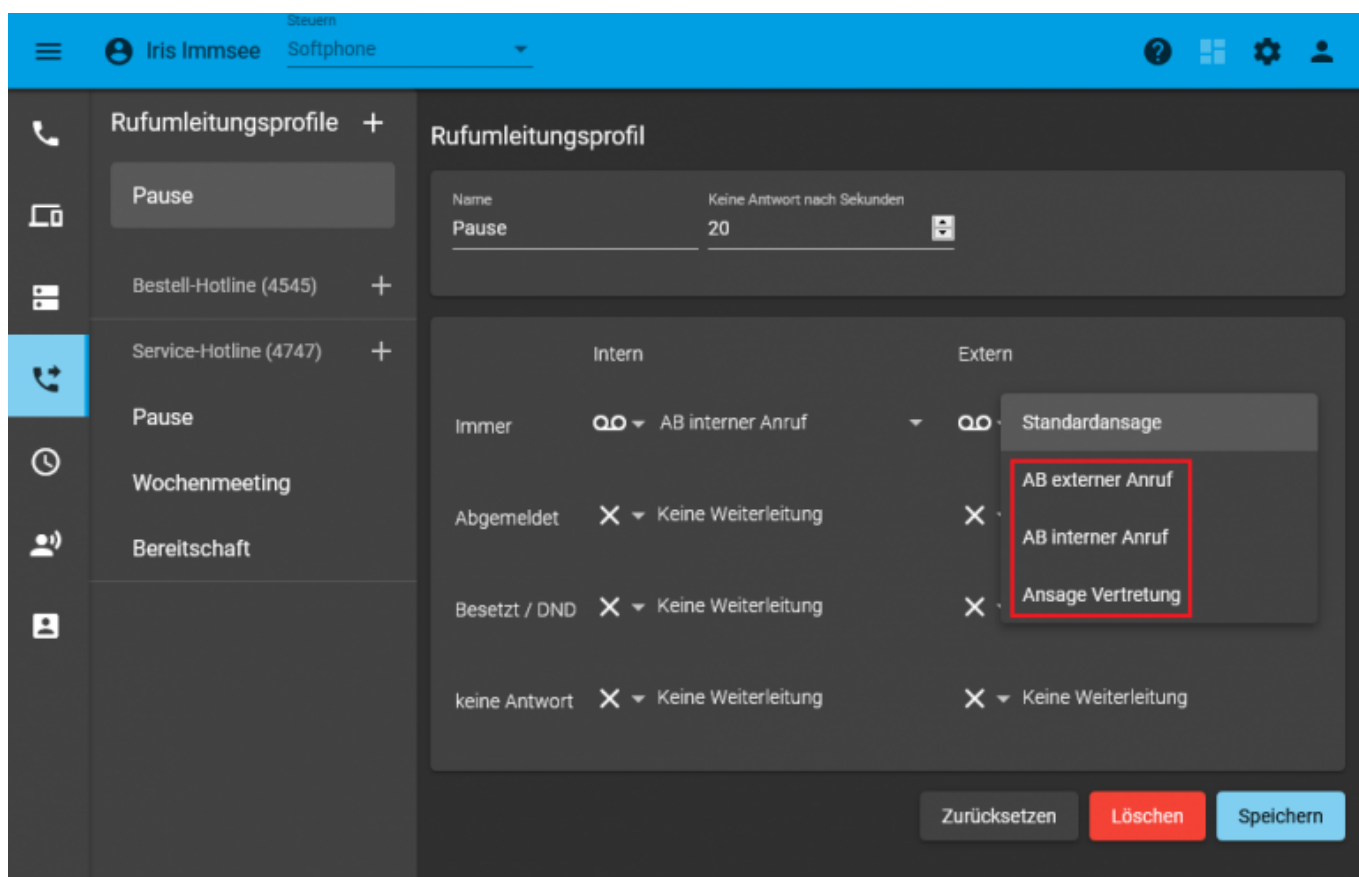 Steuern
Iris Immsee
Softphone
Rufumleitungsprofile
Pause
Bestell-Hotline (4545)
Service-Hotline (4747)
Pause
Wochenmeeting
Bereitschaft
Rufumleitungsprofil
Name
Keine Antwort nach Sekunden
Pause
20
Intern
Extern
Immer
AB interner Anruf
Standardansage
AB externer Anruf
AB interner Anruf
Ansage Vertretung
Abgemeldet
Keine Weiterleitung
Besetzt / DND
Keine Weiterleitung
keine Antwort
Keine Weiterleitung
Keine Weiterleitung
Zurücksetzen
Löschen
Speichern